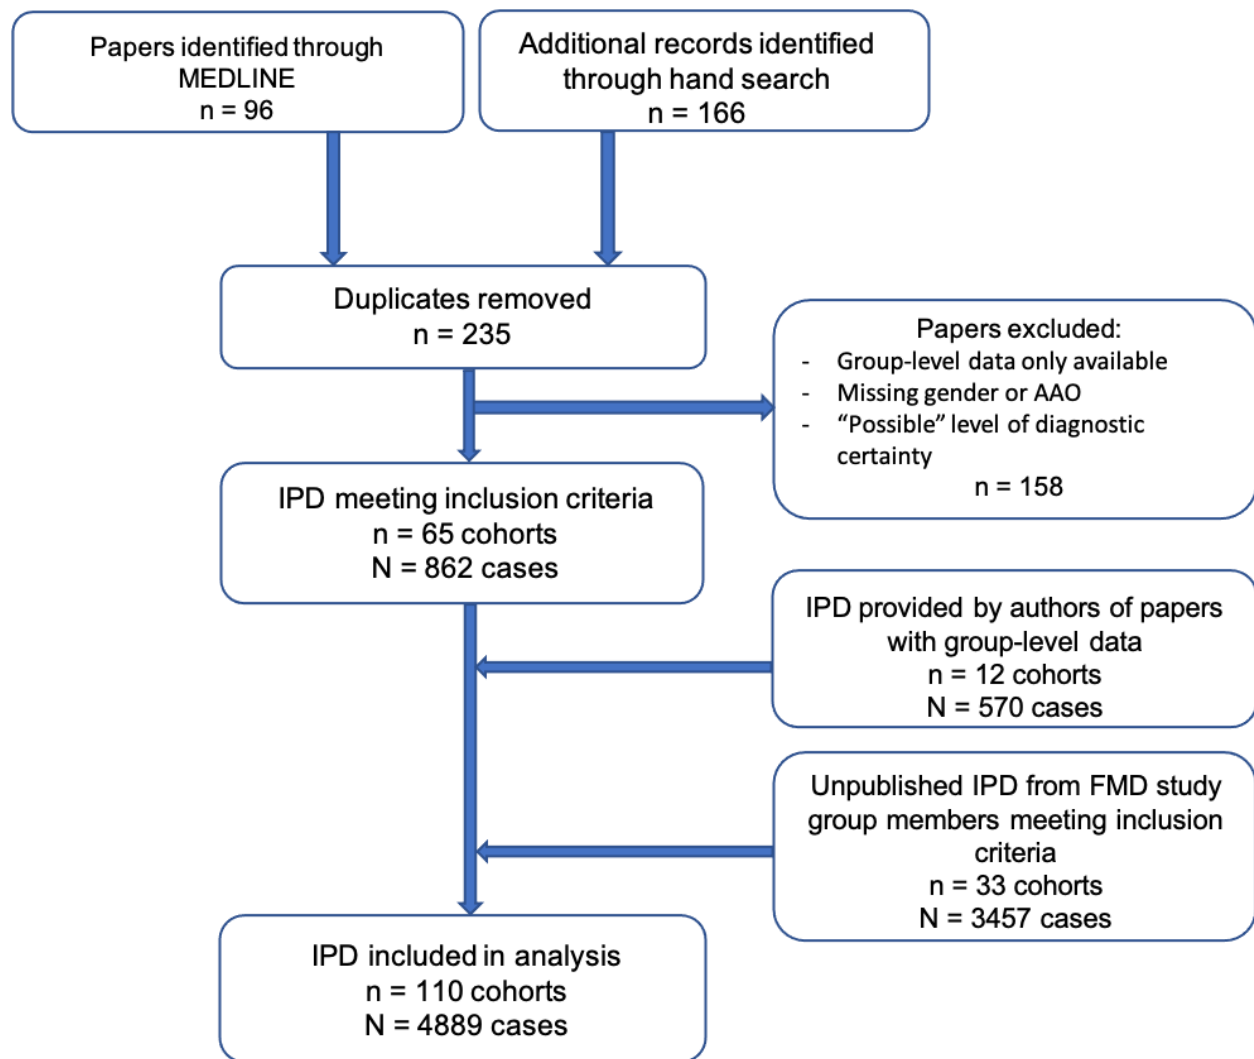 Papers identified through
MEDLINE
n = 96
Additional records identified
through hand search
n = 166
Duplicates removed
n = 235
Papers excluded:
- Group-level data only available
- Missing gender or AAO
- “Possible” level of diagnostic
certainty
n = 158
IPD meeting inclusion criteria
n = 65 cohorts
N = 862 cases
IPD provided by authors of papers
with group-level data
n = 12 cohorts
N = 570 cases
Unpublished IPD from FMD study
group members meeting inclusion
criteria
n = 33 cohorts
N = 3457 cases
IPD included in analysis
n = 110 cohorts
N = 4889 cases